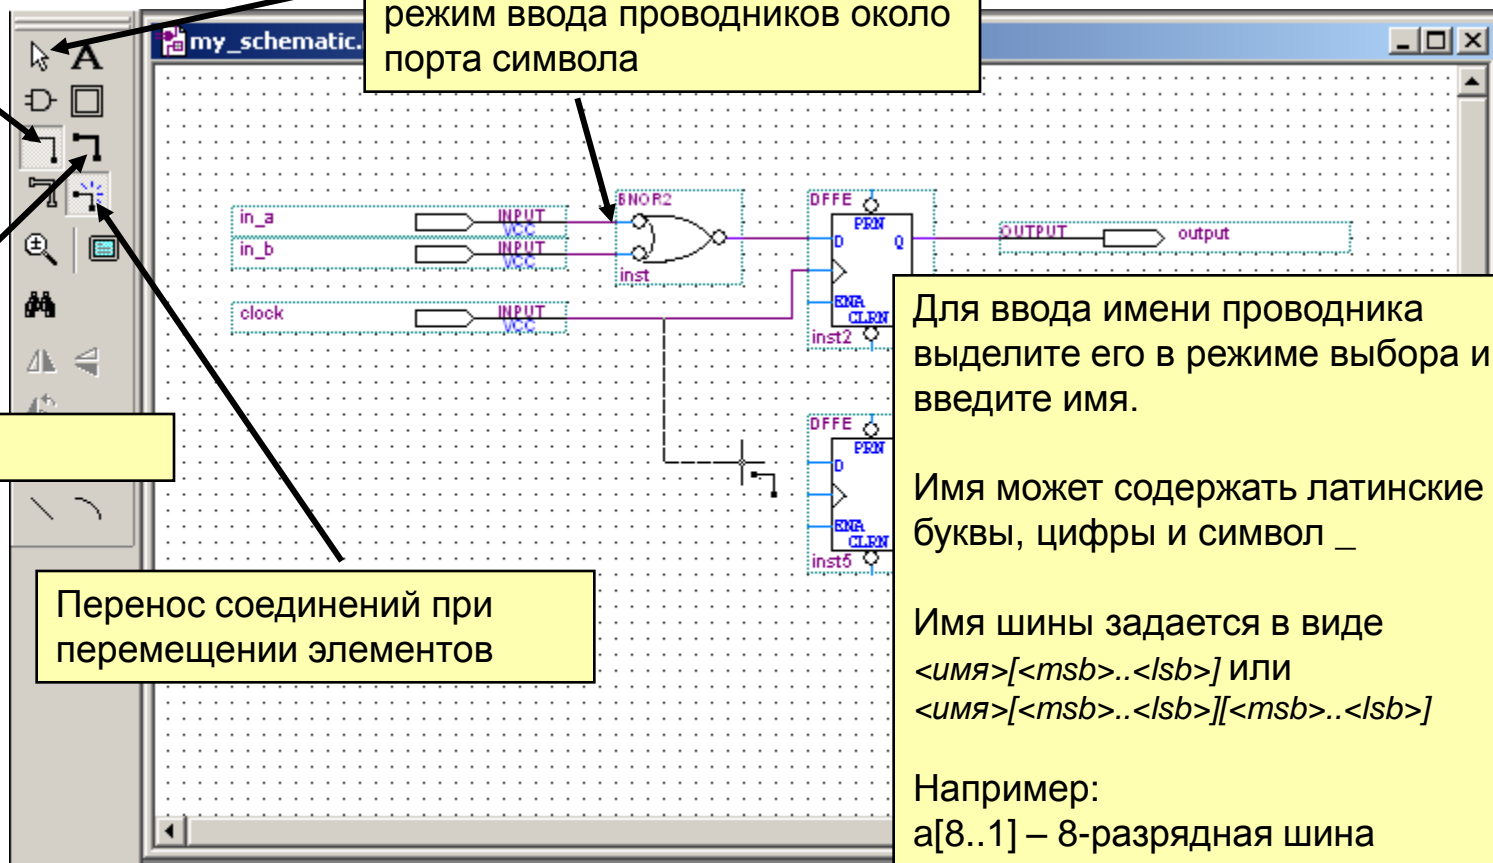 режим ввода проводников около
порта символа
my_schematic.
A
in_a
INPUT
VCC
in_b
INPUT
VCC
clock
INPUT
VCC
BNOR2
inst
DFFE
PRN
D
Q
ENA
CLRN
inst2
OUTPUT
output
DFFE
PRN
D
ENA
CLRN
inst5
Перенос соединений при
перемещении элементов
Для ввода имени проводника
выделите его в режиме выбора и
введите имя.
Имя может содержать латинские
буквы, цифры и символ _
Имя шины задается в виде
<имя>[<msb>..<lsb>] или
<имя>[<msb>..<lsb>][<msb>..<lsb>]
Например:
a[8..1] – 8-разрядная шина